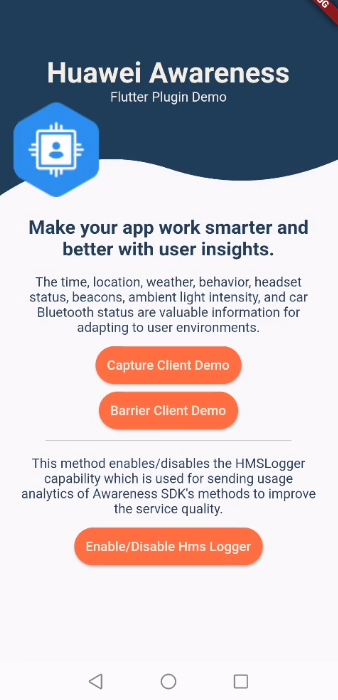 Huawei Awareness
Flutter Plugin Demo
Make your app work smarter and
better with user insights.
The time, location, weather, behavior, headset
status, beacons, ambient light intensity, and car
Bluetooth status are valuable information for
adapting to user environments.
Capture Client Demo
Barrier Client Demo
This method enables/disables the HMSLogger
capability which is used for sending usage
analytics of Awareness SDK's methods to improve
the service quality.
Enable/Disable Hms Logger